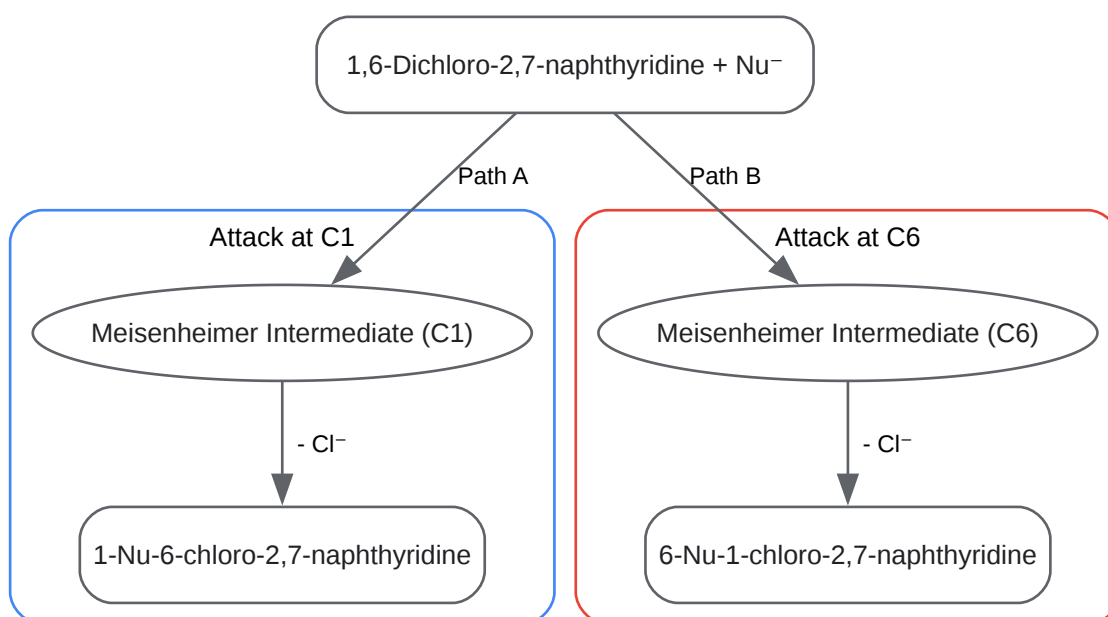 1,6-Dichloro-2,7-naphthyridine + Nu⁻
Path A
Path B
Attack at C1
Attack at C6
Meisenheimer Intermediate (C1)
Meisenheimer Intermediate (C6)
- Cl⁻
- Cl⁻
1-Nu-6-chloro-2,7-naphthyridine
6-Nu-1-chloro-2,7-naphthyridine